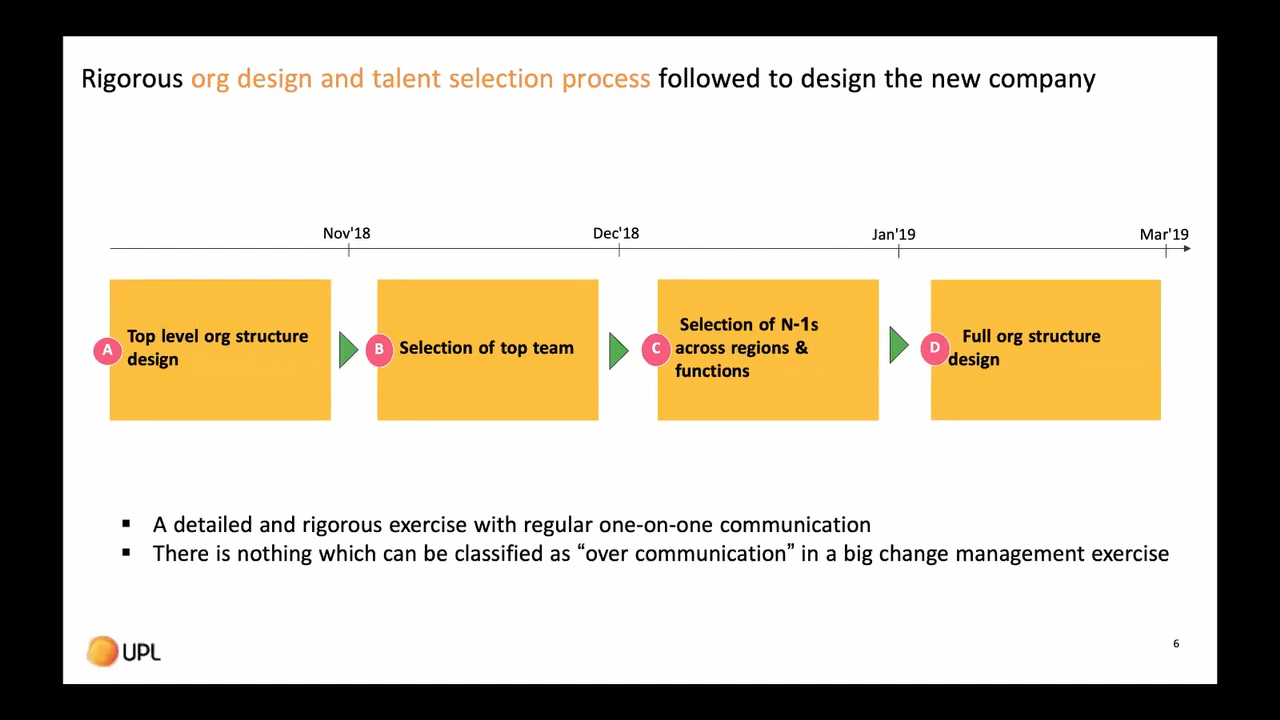 Rigorous org design and talent selection process followed to design the new company
Nov'18
Dec'18
Jan'19
Mar'19
A
Top level org structure
design
B
Selection of top team
C
Selection of N-1s
across regions &
functions
D
Full org structure
design
▪ A detailed and rigorous exercise with regular one-on-one communication
▪ There is nothing which can be classified as “over communication” in a big change management exercise
UPL
6